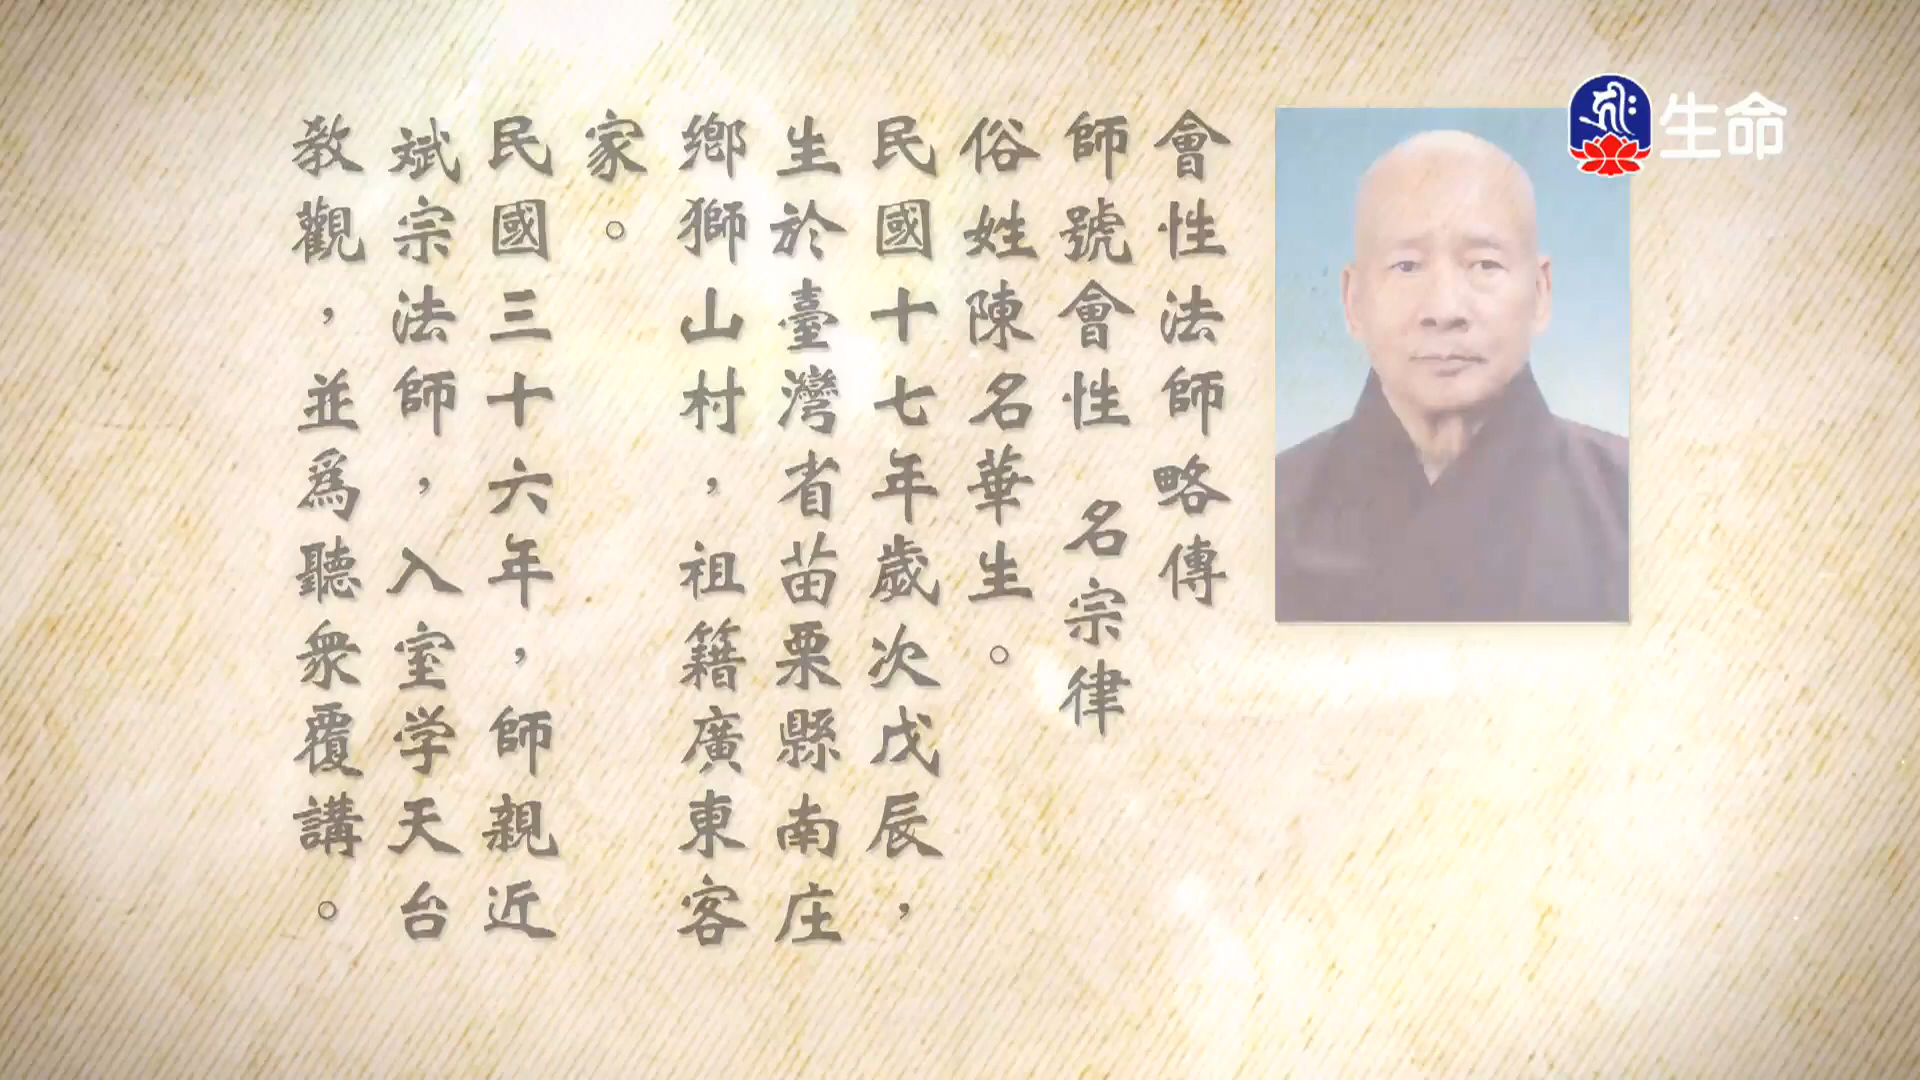 會性法師略傳
師號會性 名宗律
俗姓陳名華生。
民國十七年歲次戊辰，
生於臺灣省苗栗縣南庄
鄉獅山村，祖籍廣東客
家。
民國三十六年，師親近
斌宗法師，入室学天台
教觀，並爲聽衆覆講。
生命